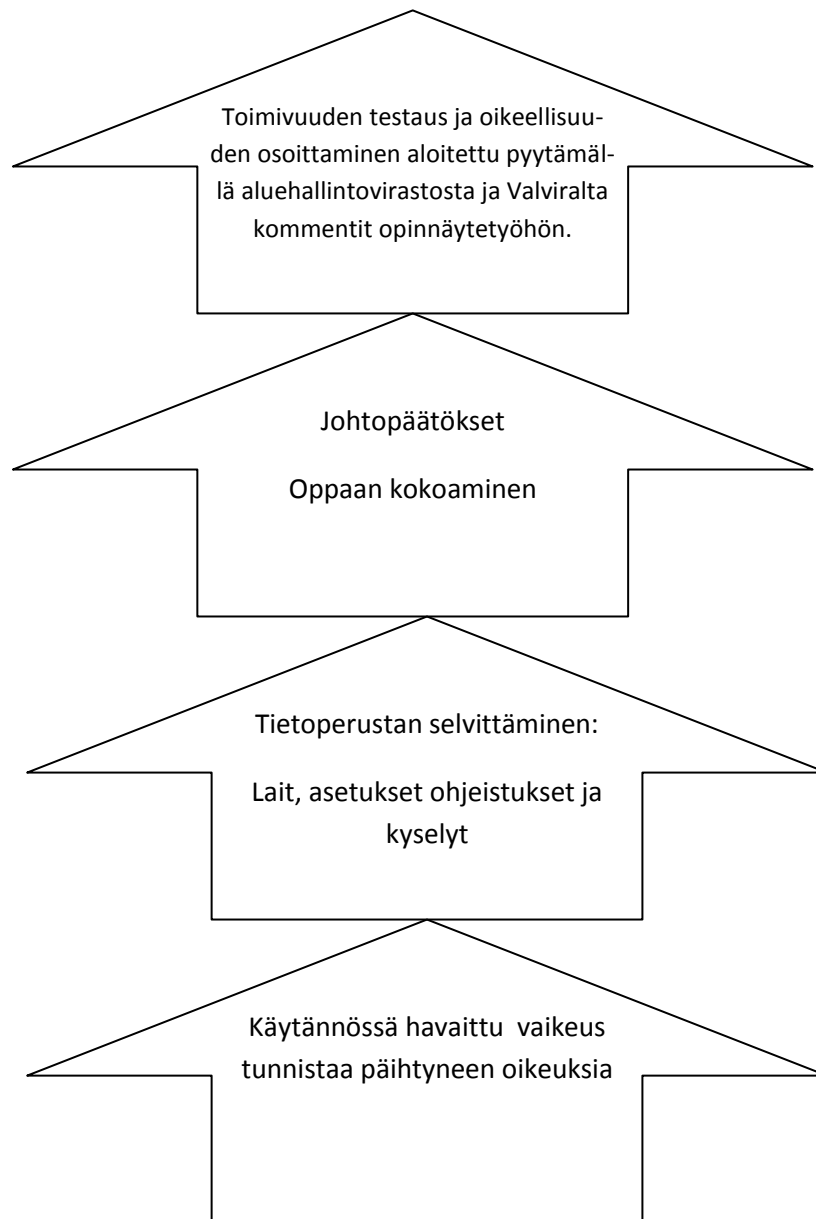 Toimivuuden testaus ja oikeellisuu-
den osoittaminen aloitettu pyytämäl-
lä aluehallintovirastosta ja Valviralta
kommentit opinnäytetyöhön.
Johtopäätökset
Oppaan kokoaminen
Tietoperustan selvittäminen:
Lait, asetukset ohjeistukset ja
kyselyt
Käytännössä havaittu  vaikeus
tunnistaa päihtyneen oikeuksia